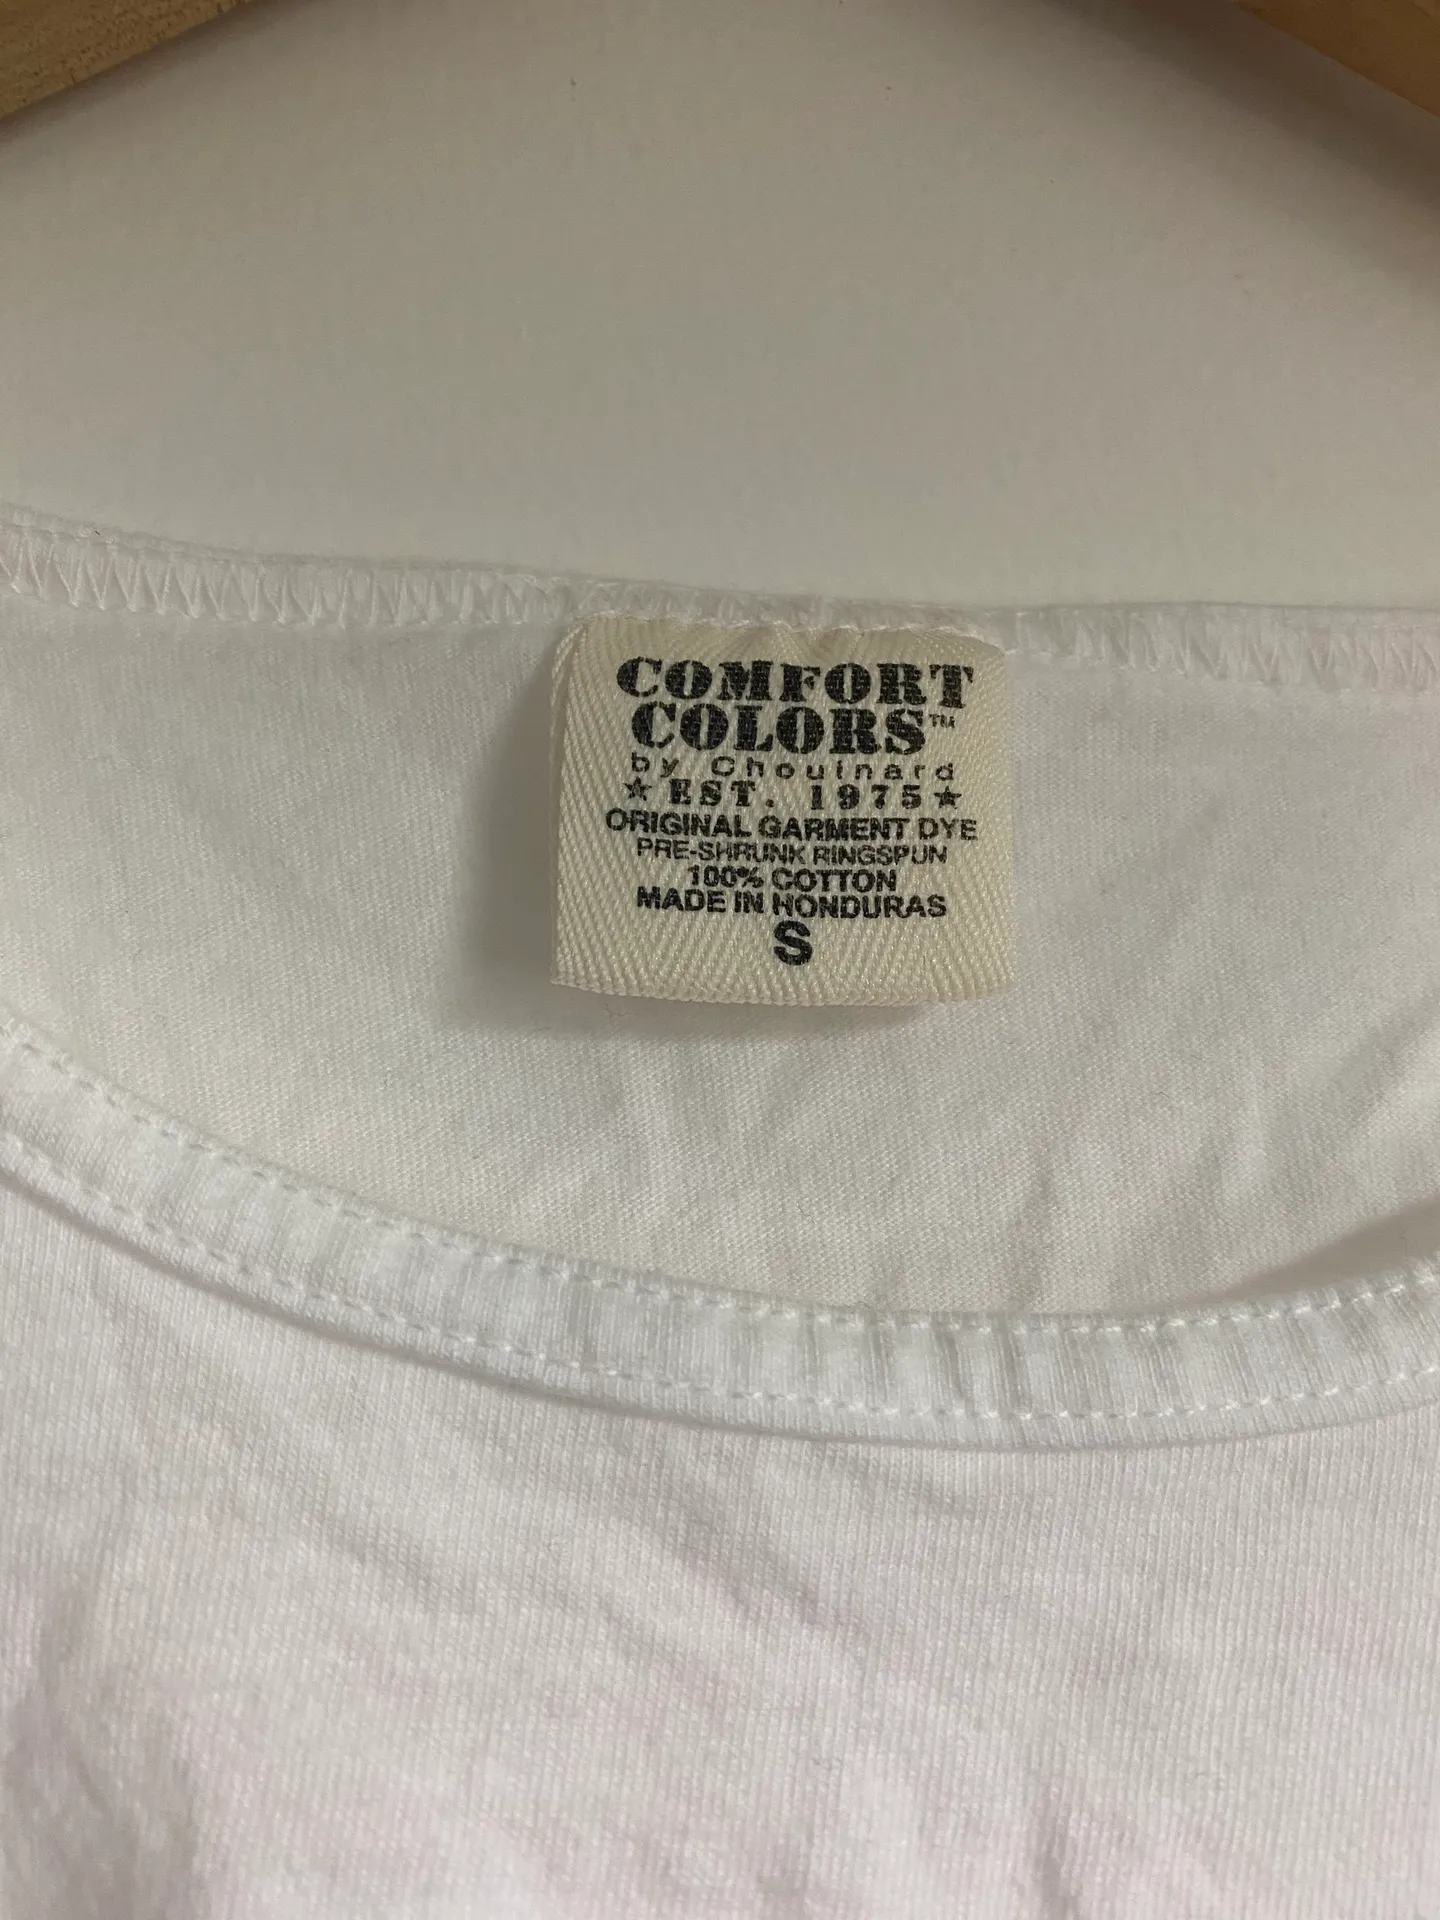 COMFORT
COLORS™
by Chouinard
★ EST. 1975 ★
ORIGINAL GARMENT DYE
PRE-SHRUNK RINGSPUN
100% COTTON
MADE IN HONDURAS
S